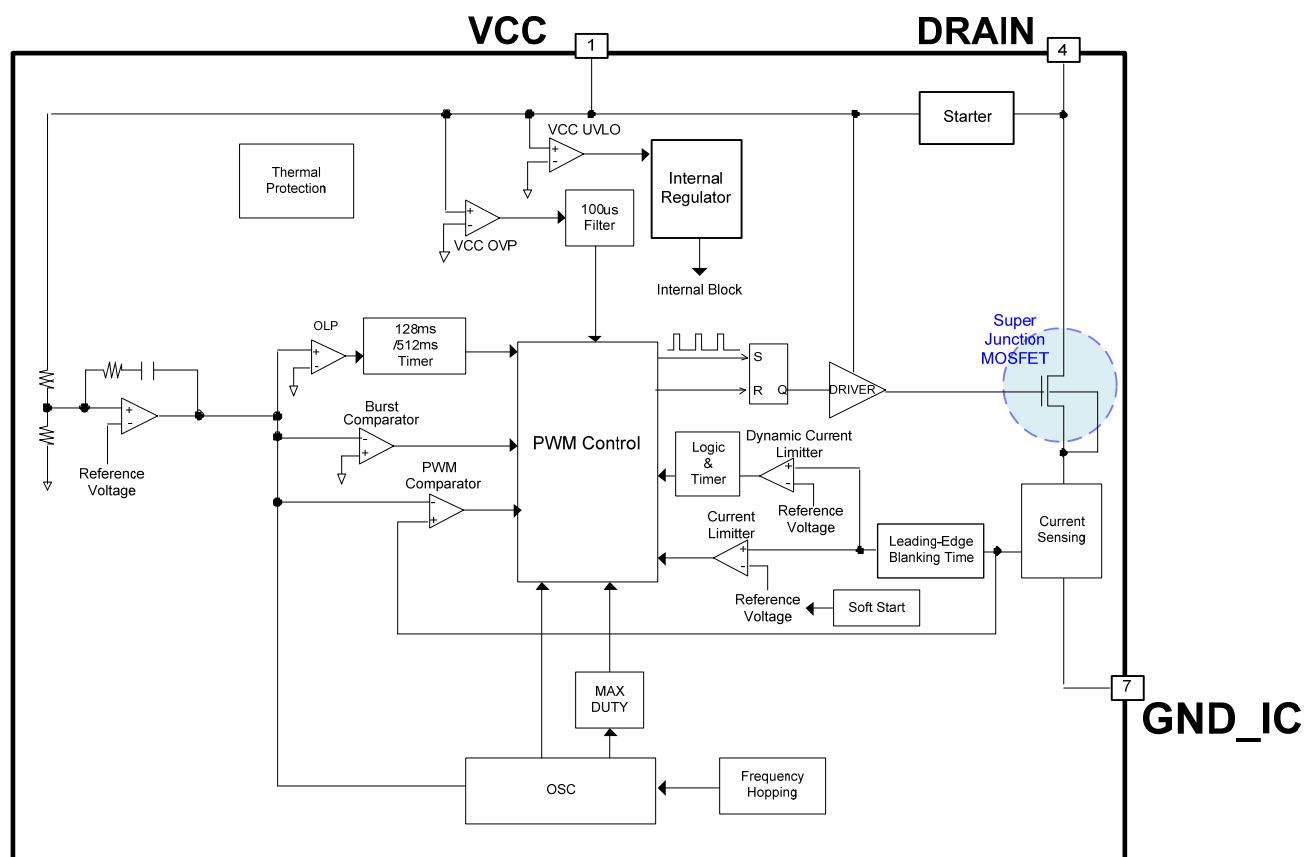 VCC
DRAIN
1
4
Starter
VCC UVLO
+
-
Thermal
Protection
Internal
Regulator
100us
Filter
+
-
VCC OVP
Internal Block
Super
Junction
MOSFET
OLP
+
-
128ms
/512ms
Timer
S
R
Q
DRIVER
+
-
Reference
Voltage
Burst
Comparator
-
+
PWM Control
PWM
Comparator
-
+
Logic
&
Timer
Dynamic Current
Limitter
+
-
Reference
Voltage
Current
Limitter
+
-
Leading-Edge
Blanking Time
Current
Sensing
Reference
Voltage
Soft Start
MAX
DUTY
7
GND_IC
OSC
Frequency
Hopping